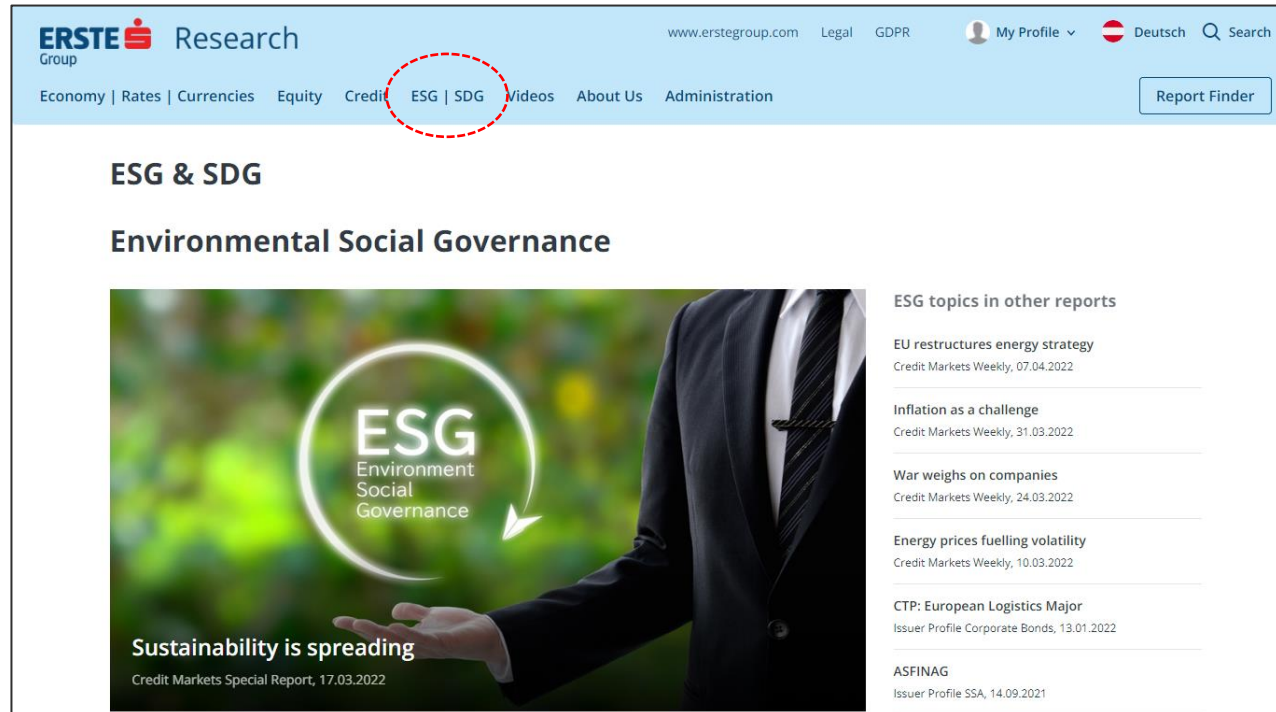 ERSTE Group Research
www.erstegroup.com Legal GDPR My Profile Deutsch Search
Economy | Rates | Currencies Equity Credit ESG | SDG Videos About Us Administration Report Finder
ESG & SDG
Environmental Social Governance
ESG
Environment
Social
Governance
Sustainability is spreading
Credit Markets Special Report, 17.03.2022
ESG topics in other reports
EU restructures energy strategy
Credit Markets Weekly, 07.04.2022
Inflation as a challenge
Credit Markets Weekly, 31.03.2022
War weighs on companies
Credit Markets Weekly, 24.03.2022
Energy prices fuelling volatility
Credit Markets Weekly, 10.03.2022
CTP: European Logistics Major
Issuer Profile Corporate Bonds, 13.01.2022
ASFINAG
Issuer Profile SSA, 14.09.2021